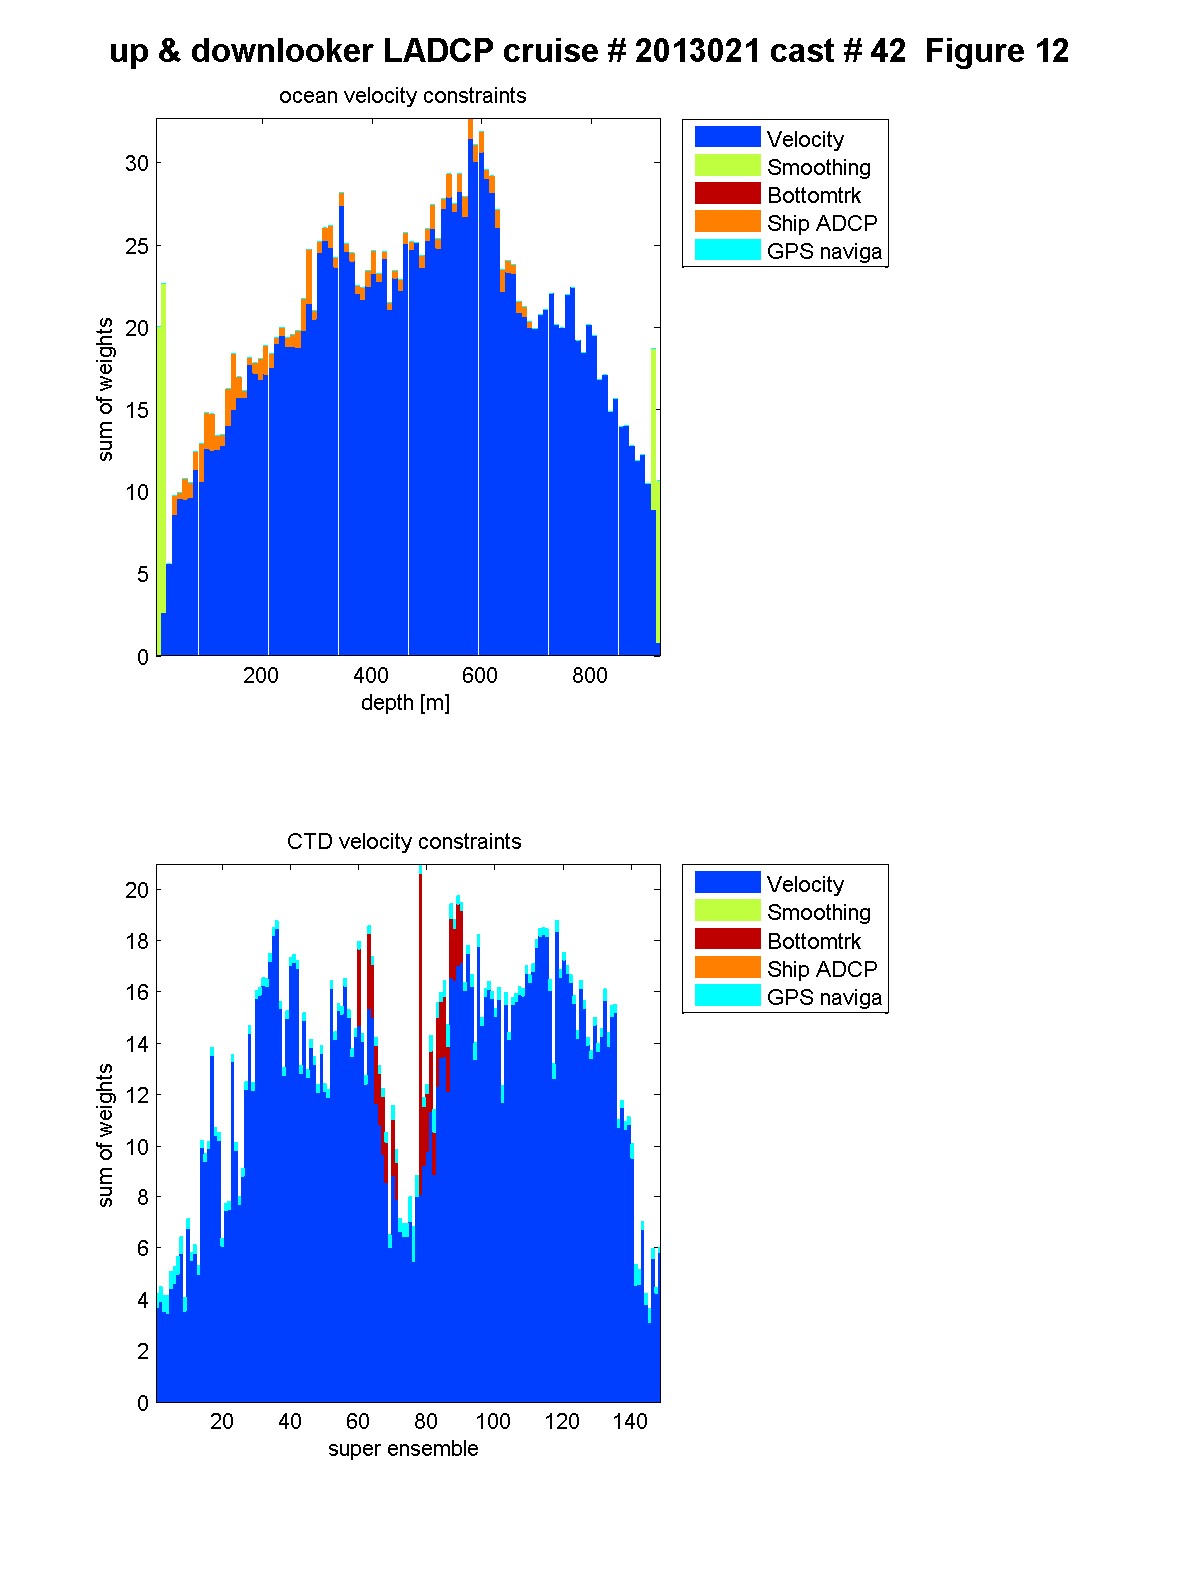 up & downlooker LADCP cruise # 2013021 cast # 42 Figure 12
ocean velocity constraints
30
25
20
15
10
5
0
sum of weights
200 400 600 800
depth [m]
Velocity
Smoothing
Bottomtrk
Ship ADCP
GPS naviga
CTD velocity constraints
20
18
16
14
12
10
8
6
4
2
0
sum of weights
20 40 60 80 100 120 140
super ensemble
Velocity
Smoothing
Bottomtrk
Ship ADCP
GPS naviga